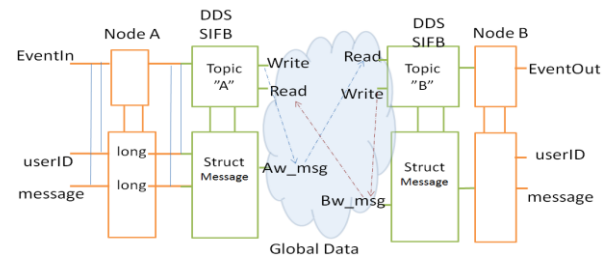 Node A
DDS
SIFB
DDS
SIFB
Node B
EventIn
Topic
"A"
Write
Read
Read
Write
Topic
"B"
EventOut
userID
message
long
long
Struct
Message
Aw_msg
Bw_msg
Struct
Message
userID
message
Global Data